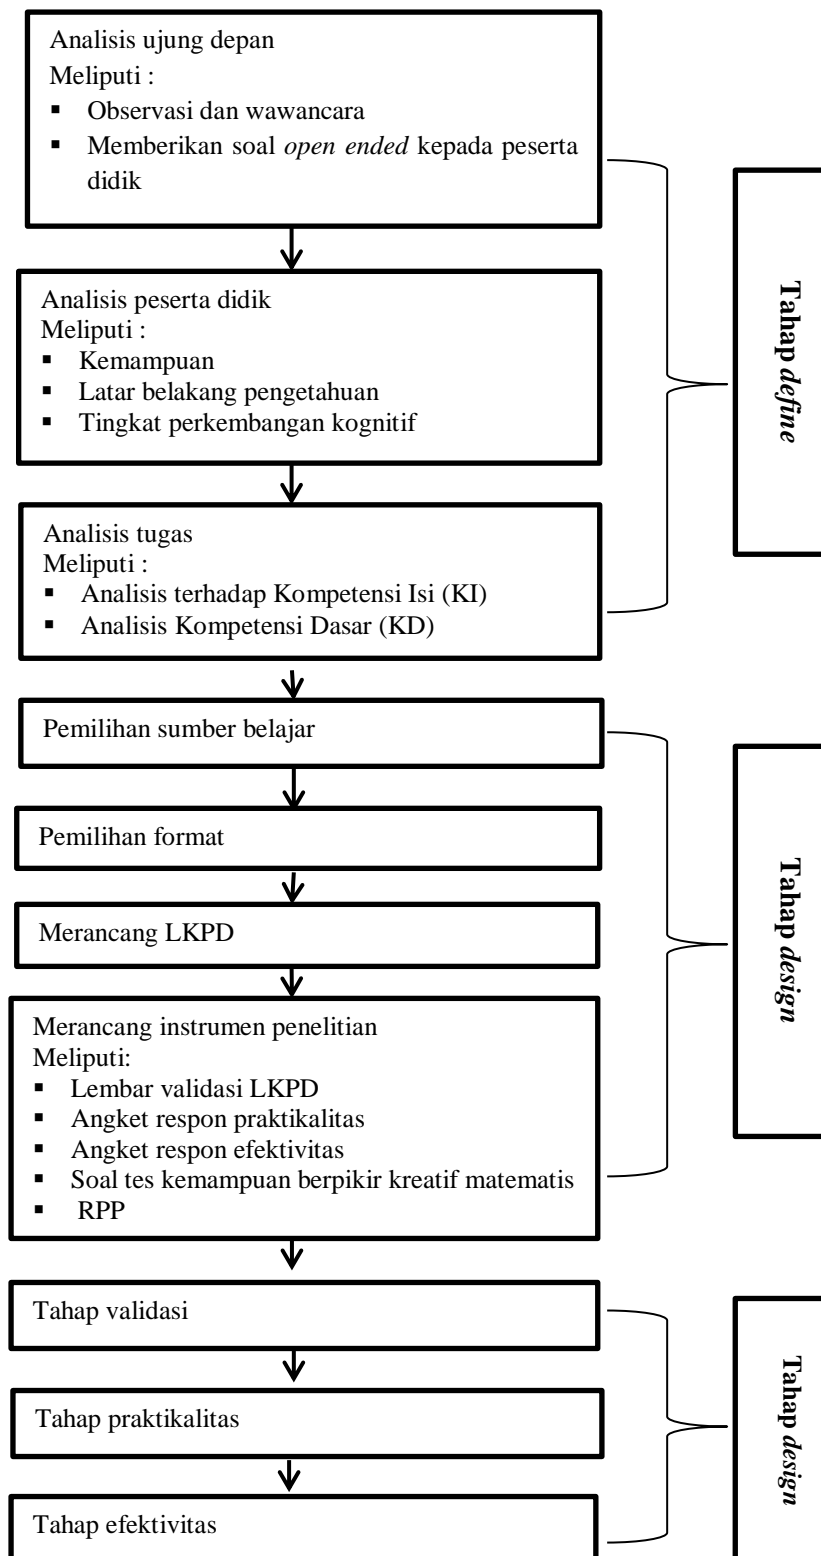 Analisis ujung depan
Meliputi :
▪ Observasi dan wawancara
▪ Memberikan soal open ended kepada peserta
didik
Tahap define
Analisis peserta didik
Meliputi :
▪ Kemampuan
▪ Latar belakang pengetahuan
▪ Tingkat perkembangan kognitif
Analisis tugas
Meliputi :
▪ Analisis terhadap Kompetensi Isi (KI)
▪ Analisis Kompetensi Dasar (KD)
Pemilihan sumber belajar
Pemilihan format
Merancang LKPD
Tahap design
Merancang instrumen penelitian
Meliputi:
▪ Lembar validasi LKPD
▪ Angket respon praktikalitas
▪ Angket respon efektivitas
▪ Soal tes kemampuan berpikir kreatif matematis
▪ RPP
Tahap validasi
Tahap praktikalitas
Tahap efektivitas
Tahap design